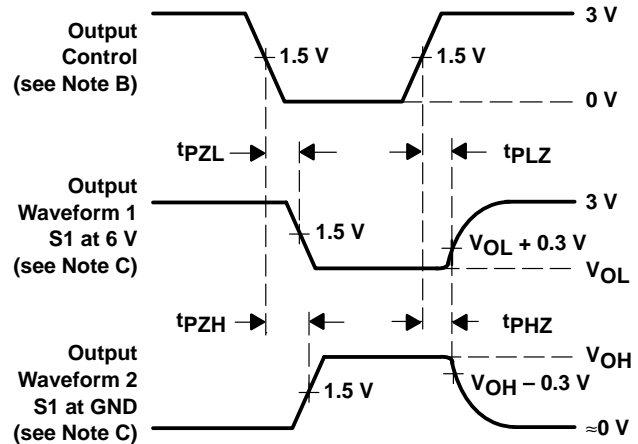 Output
Control
(see Note B)
1.5 V
1.5 V
3 V
0 V
tPZL
tPLZ
Output
Waveform 1
S1 at 6 V
(see Note C)
1.5 V
3 V
VOL + 0.3 V
VOL
tPZH
tPHZ
Output
Waveform 2
S1 at GND
(see Note C)
1.5 V
VOH
VOH − 0.3 V
≈0 V